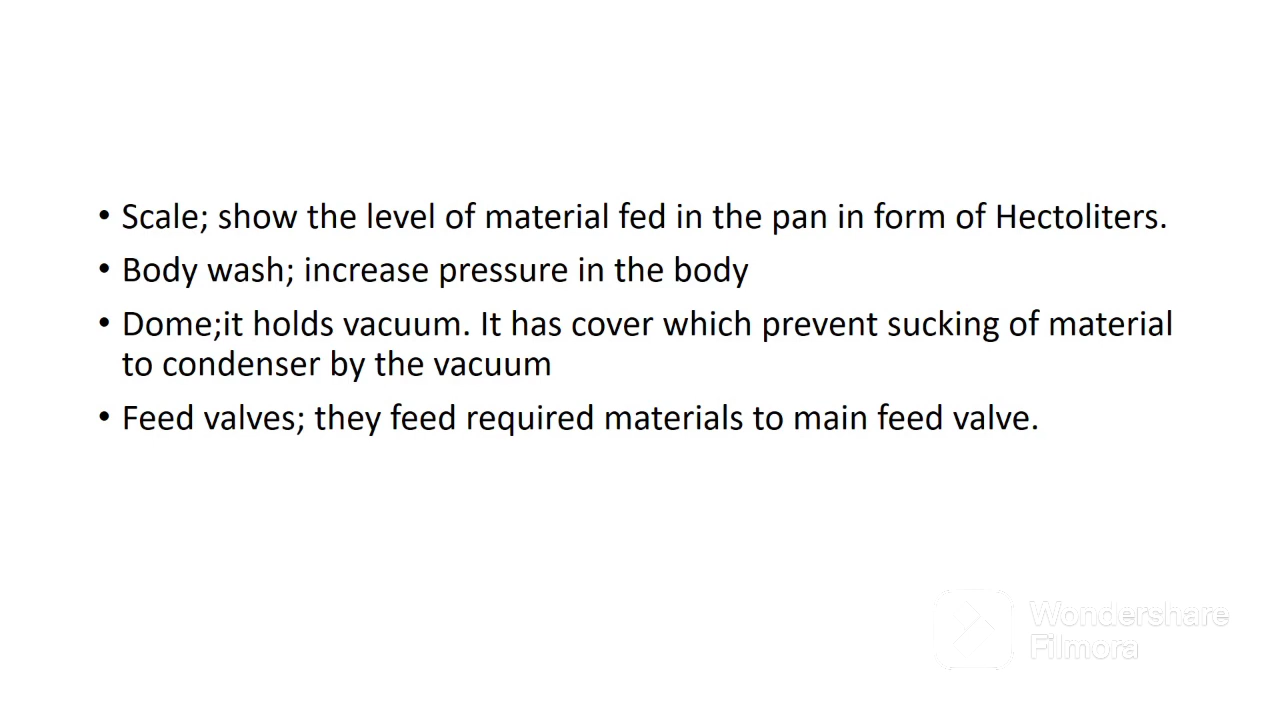 • Scale; show the level of material fed in the pan in form of Hectoliters.
• Body wash; increase pressure in the body
• Dome;it holds vacuum. It has cover which prevent sucking of material
to condenser by the vacuum
• Feed valves; they feed required materials to main feed valve.
Wondershare
Filmora